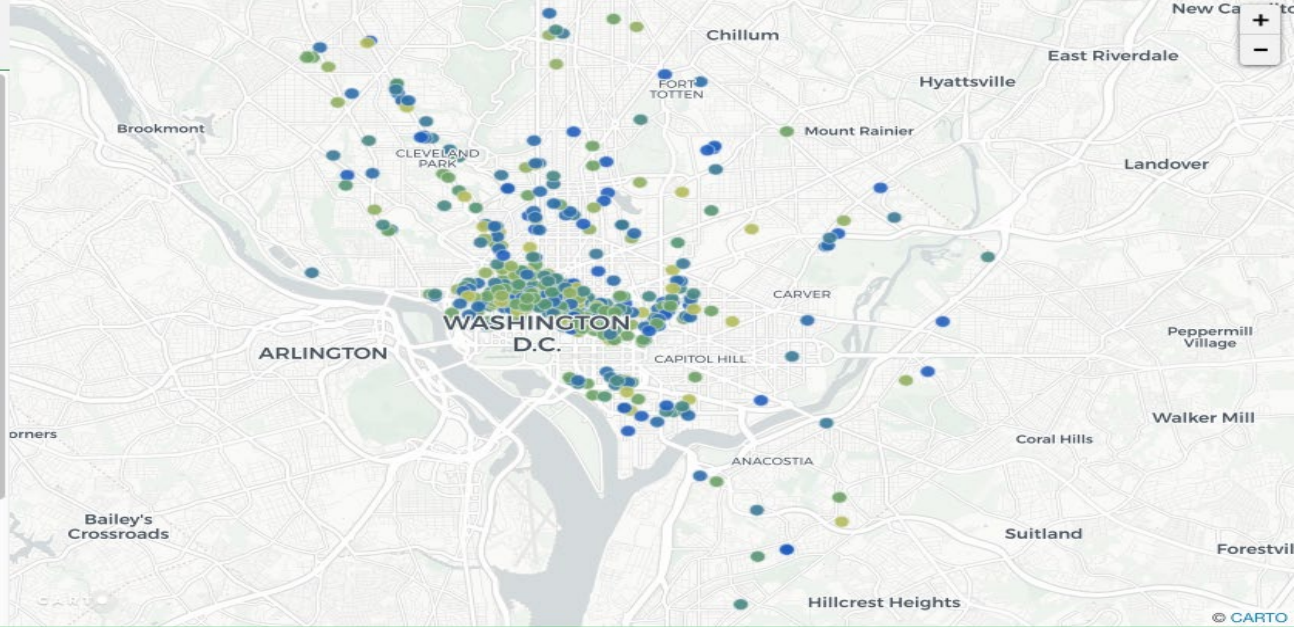 New Ca
+
−
Chillum
East Riverdale
Hyattsville
FORT
TOTTEN
Brookmont
Mount Rainier
CLEVELAND
PARK
Landover
CARVER
WASHINGTON
D.C.
ARLINGTON
CAPITOL HILL
Peppermill
Village
orners
Walker Mill
Coral Hills
ANACOSTIA
Bailey's
Crossroads
Suitland
Forestvil
CARTO
Hillcrest Heights
© CARTO